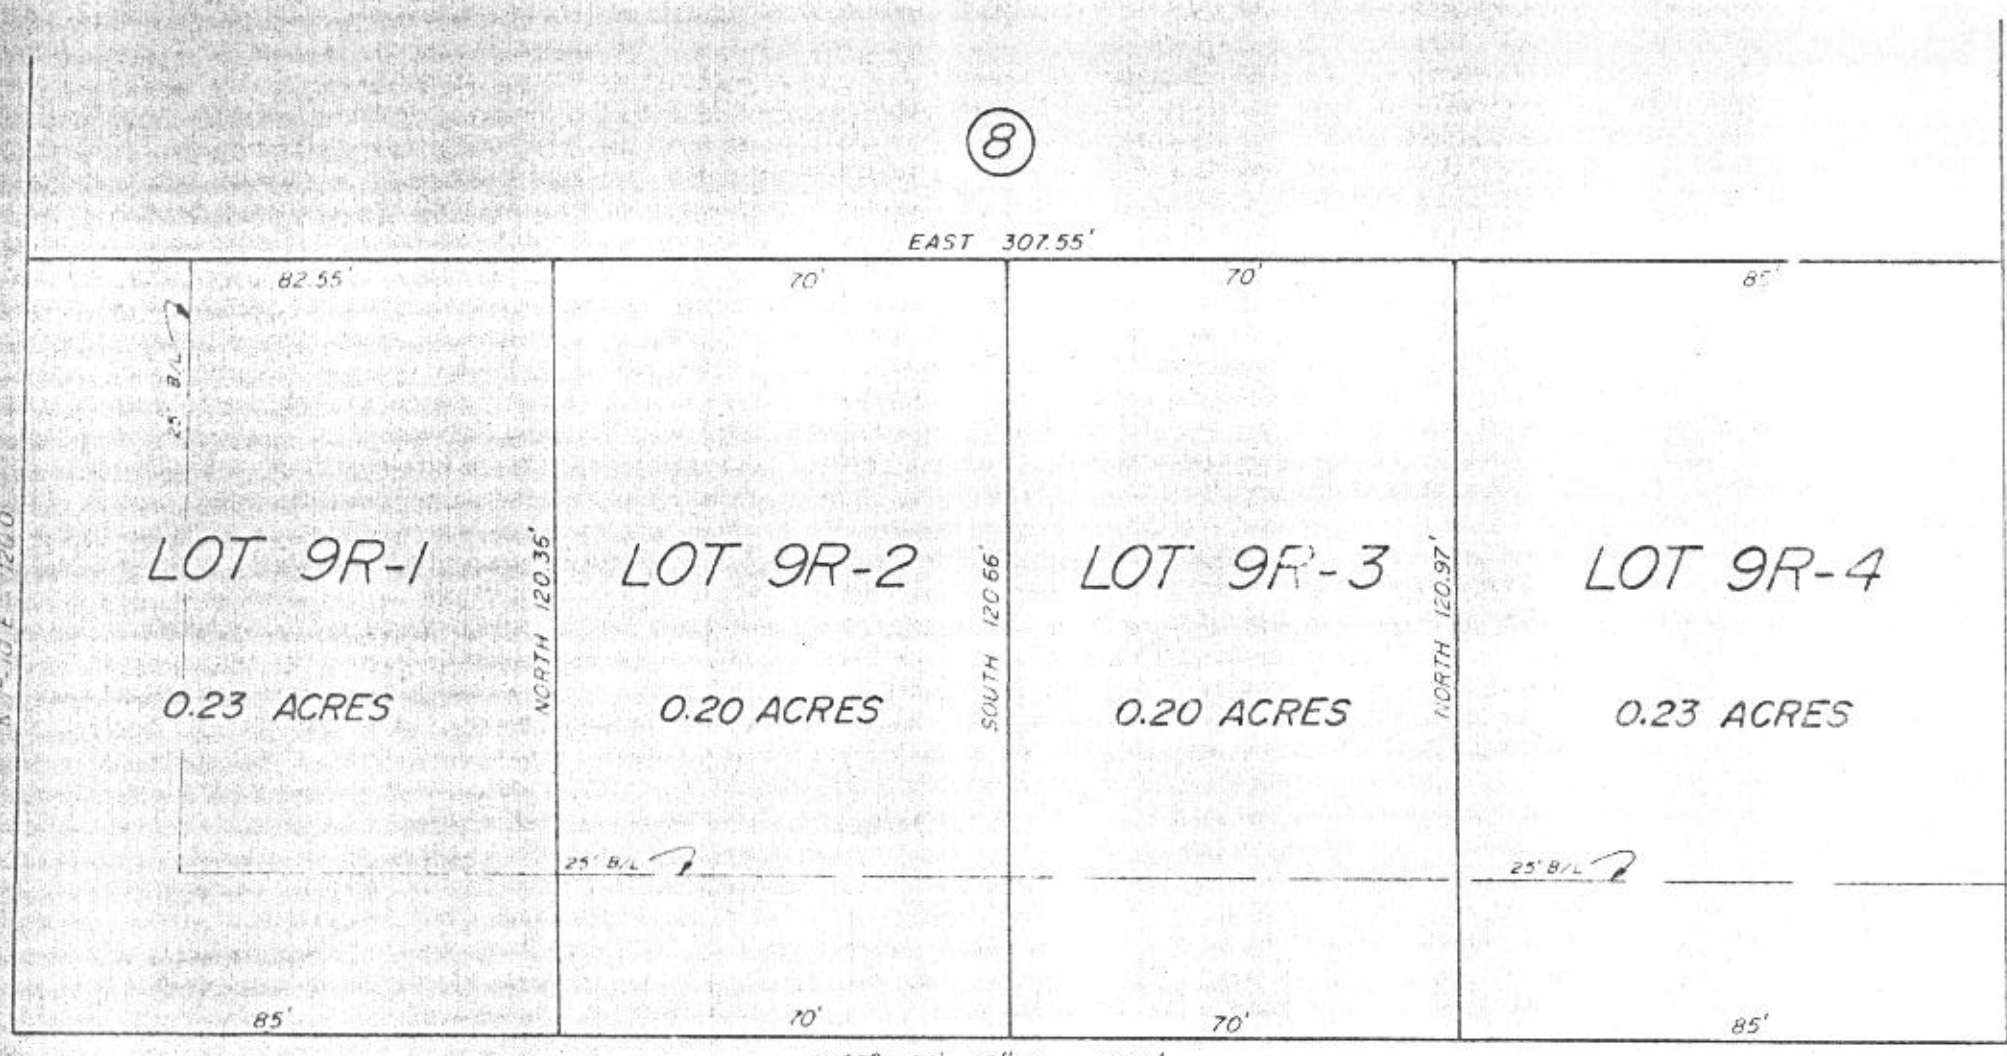 8
EAST 307.55'
82.55'
70'
70'
85'
25' B/L
LOT 9R-1
NORTH 120.36'
LOT 9R-2
SOUTH 120.66'
LOT 9R-3
NORTH 120.97'
LOT 9R-4
0.23 ACRES
0.20 ACRES
0.20 ACRES
0.23 ACRES
25' B/L
25' B/L
85'
70'
70'
85'